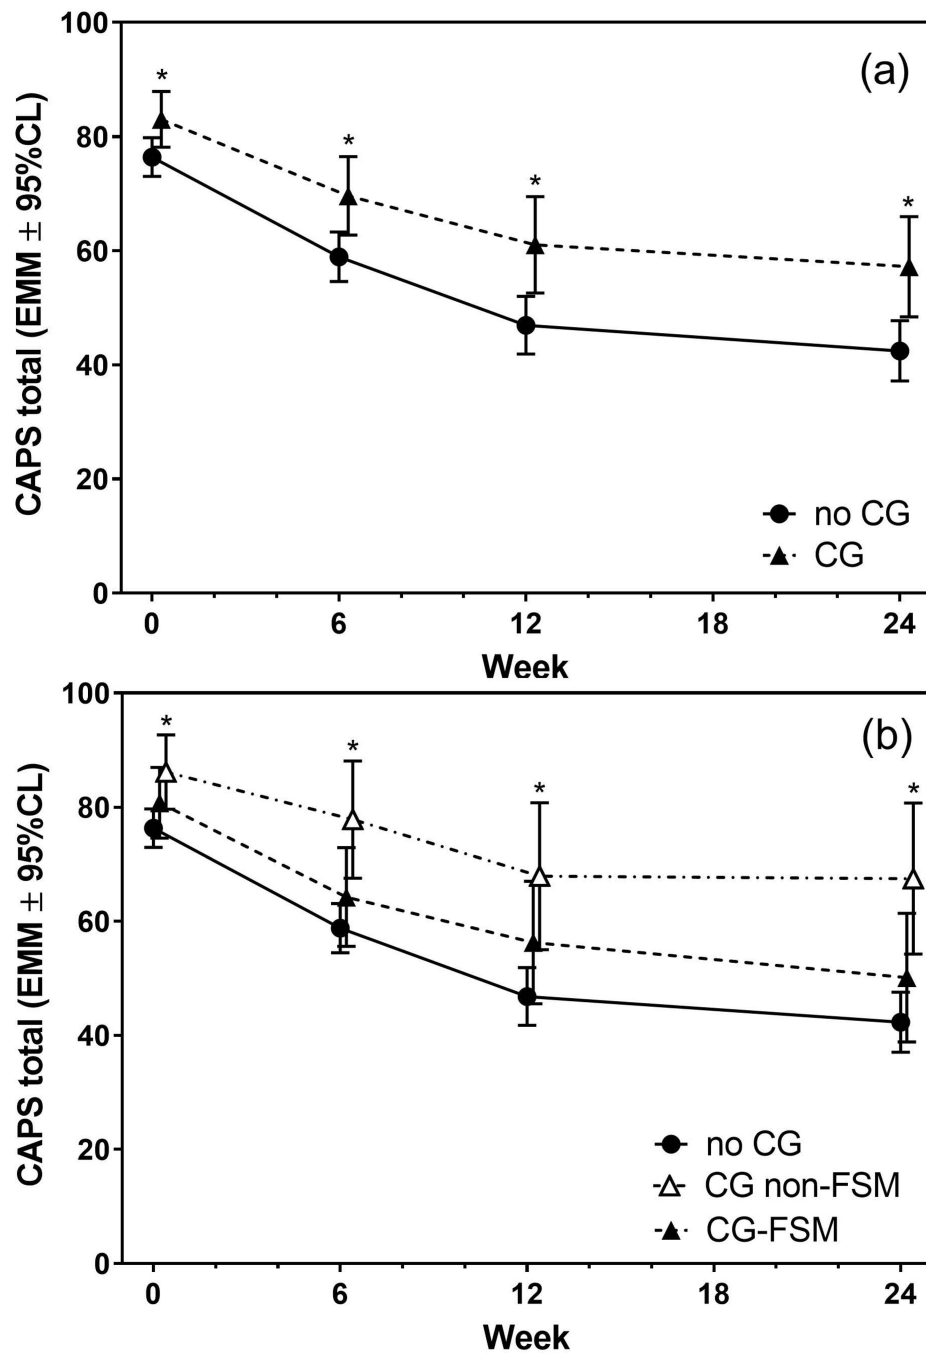 100
(a)
*
*
*
*
80
60
40
20
0
CAPS total (EMM ± 95%CL)
no CG
CG
0 6 12 18 24
Week
100
(b)
*
*
*
*
80
60
40
20
0
CAPS total (EMM ± 95%CL)
no CG
CG non-FSM
CG-FSM
0 6 12 18 24
Week